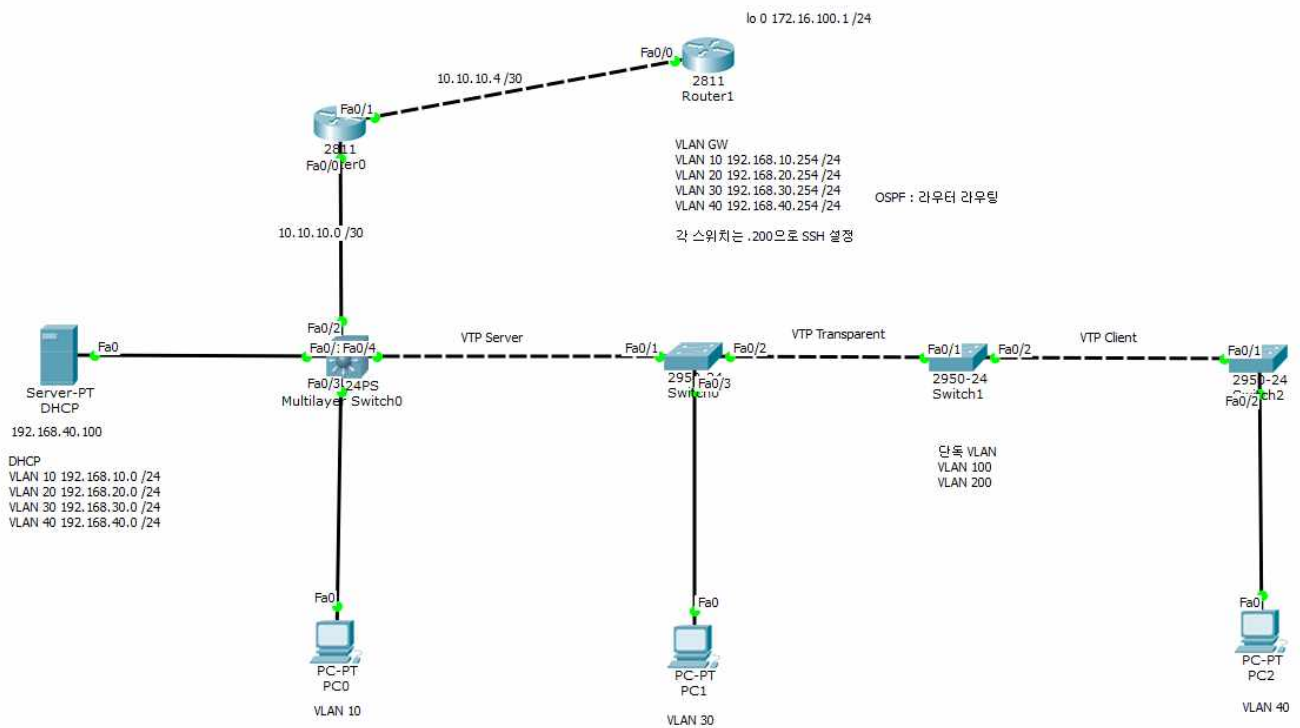 lo 0 172.16.100.1 /24
Fa0/0
2811
Router1
10.10.10.4 /30
Fa0/1
2811
Fa0/0
10.10.10.0 /30
VLAN GW
VLAN 10 192.168.10.254 /24
VLAN 20 192.168.20.254 /24
VLAN 30 192.168.30.254 /24
VLAN 40 192.168.40.254 /24
OSPF : 라우터 라우팅
각 스위치는 .200으로 SSH 설정
Fa0
Server-PT
DHCP
192.168.40.100
DHCP
VLAN 10 192.168.10.0 /24
VLAN 20 192.168.20.0 /24
VLAN 30 192.168.30.0 /24
VLAN 40 192.168.40.0 /24
Fa0/2
Fa0/4
Fa0/3
24PS
Multilayer Switch0
VTP Server
Fa0/1
Fa0/2
2950-24
Fa0/3
VTP Transparent
Fa0/1
Fa0/2
2950-24
Switch1
단독 VLAN
VLAN 100
VLAN 200
VTP Client
Fa0/1
2950-24
Fa0/2
Fa0
PC-PT
PC0
VLAN 10
Fa0
PC-PT
PC1
VLAN 30
Fa0
PC-PT
PC2
VLAN 40